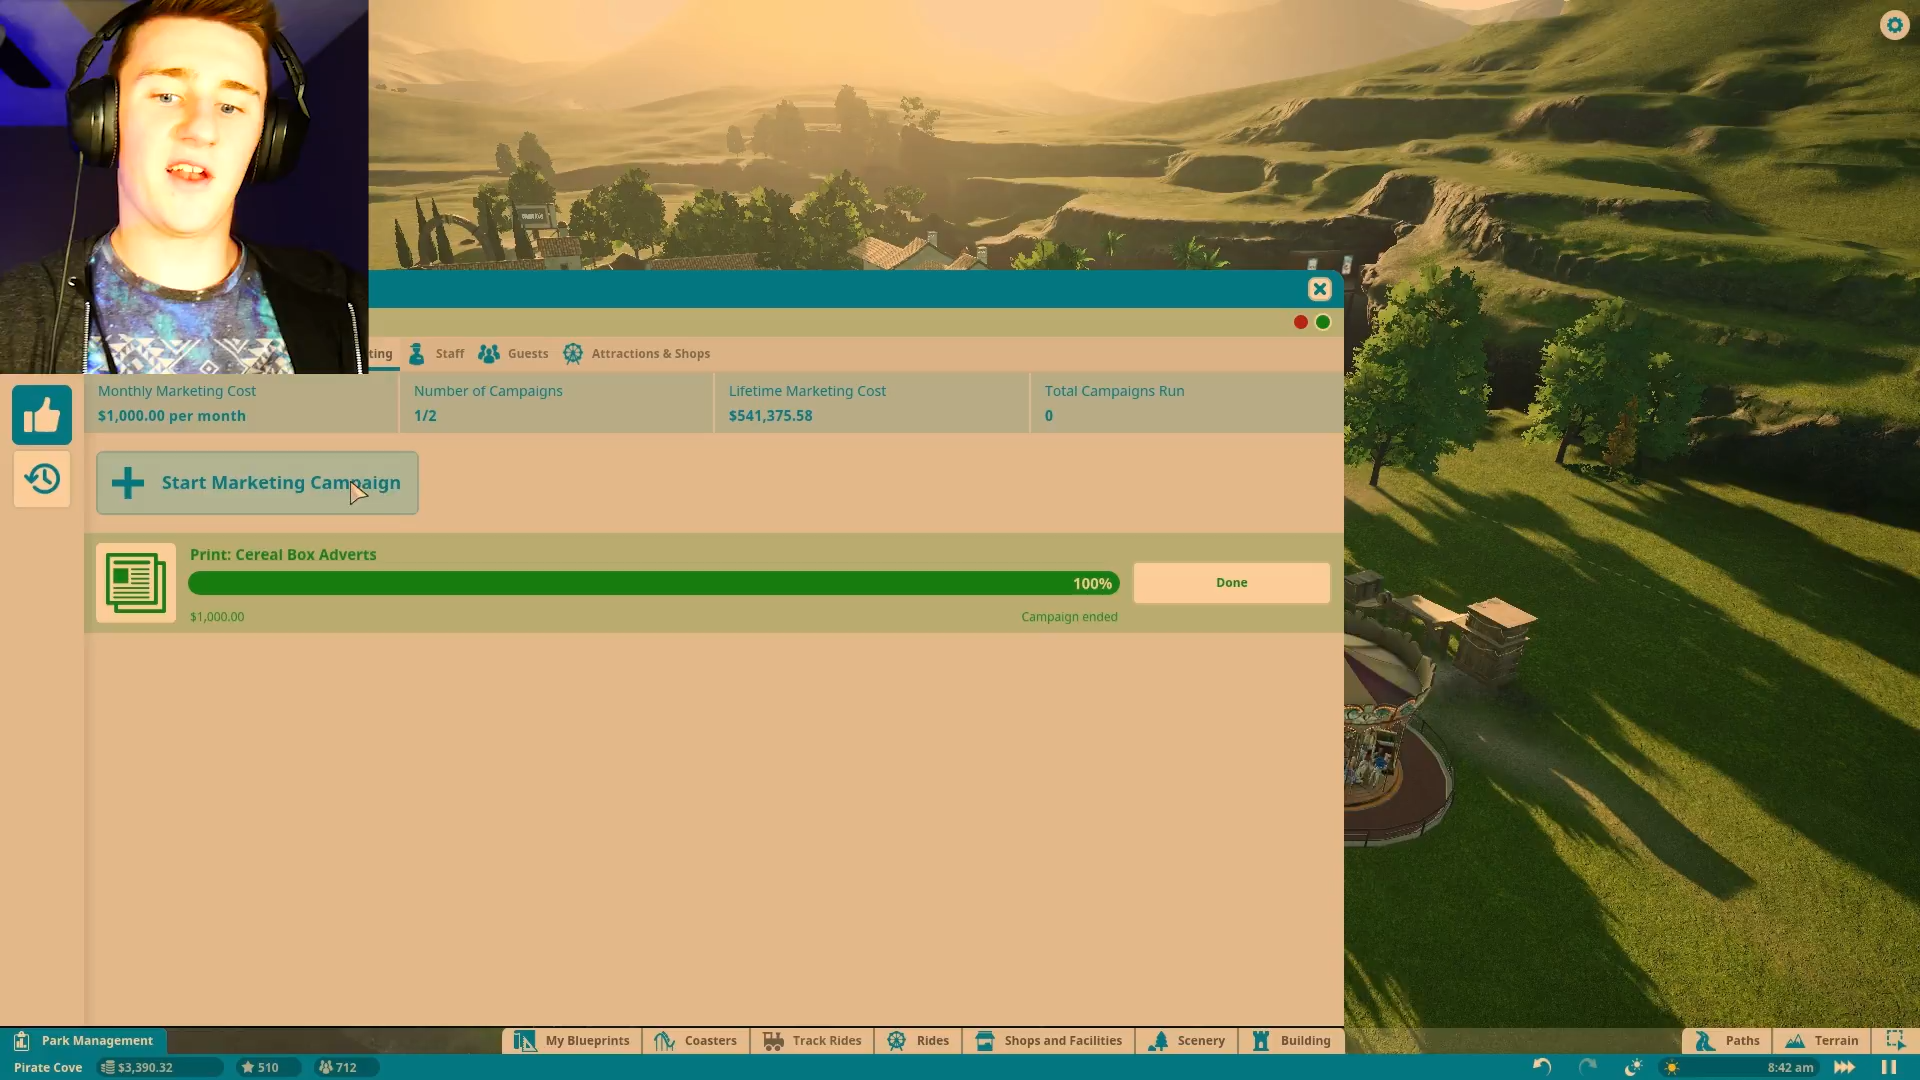 ting
Staff
Guests
Attractions & Shops
Monthly Marketing Cost
$1,000.00 per month
Number of Campaigns
1/2
Lifetime Marketing Cost
$541,375.58
Total Campaigns Run
0
Start Marketing Campaign
Print: Cereal Box Adverts
100%
Done
$1,000.00
Campaign ended
Park Management
My Blueprints
Coasters
Track Rides
Rides
Shops and Facilities
Scenery
Building
Paths
Terrain
Pirate Cove
$3,390.32
510
712
8:42 am